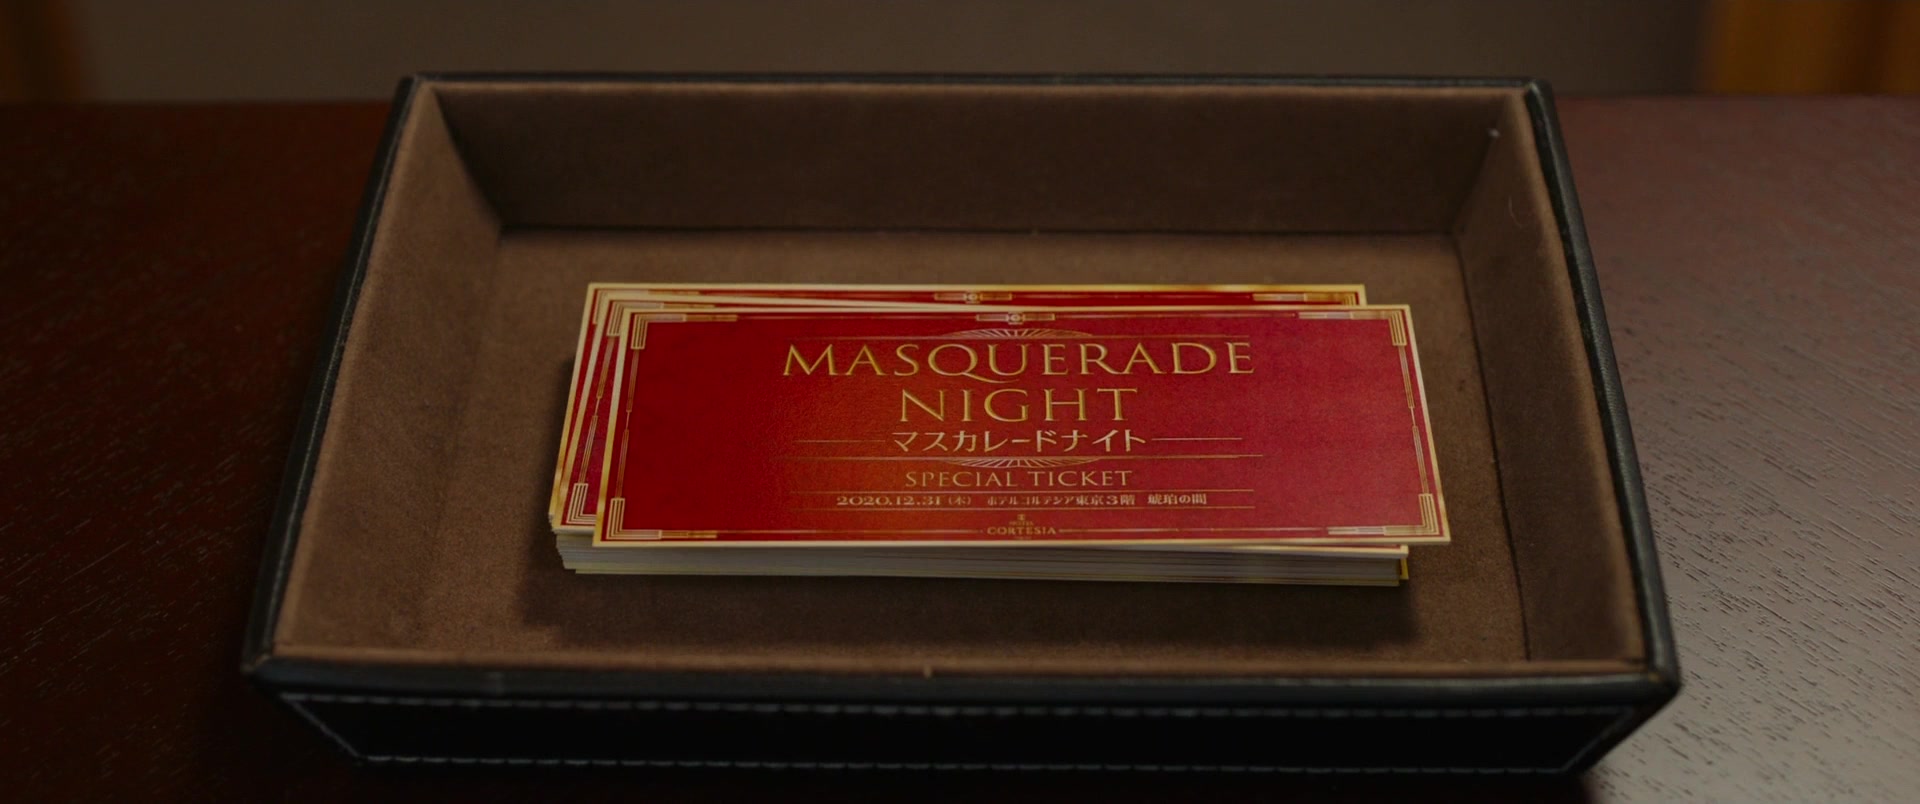 MASQUERADE
NIGHT
マスカレードナイト
SPECIAL TICKET
2020.12.31(木) ホテルコルテシア東京3階 琥珀の間
HOTEL
CORTESIA